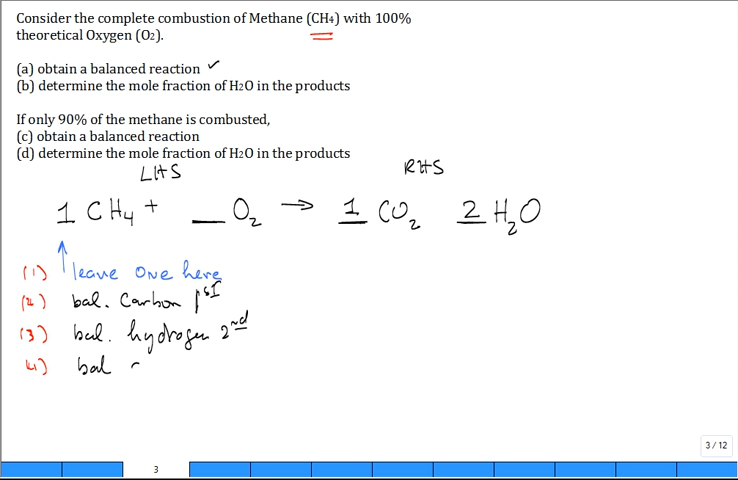 Consider the complete combustion of Methane (CH4) with 100%
theoretical Oxygen (O2).
(a) obtain a balanced reaction ✓
(b) determine the mole fraction of H2O in the products
If only 90% of the methane is combusted,
(c) obtain a balanced reaction
(d) determine the mole fraction of H2O in the products
LHS RHS
1 CH4 + __ O2 → 1 CO2 2 H2O
(1) leave one here
(2) bal. Carbon 1st
(3) bal. hydrogen 2nd
(4) bal
3 / 12
3